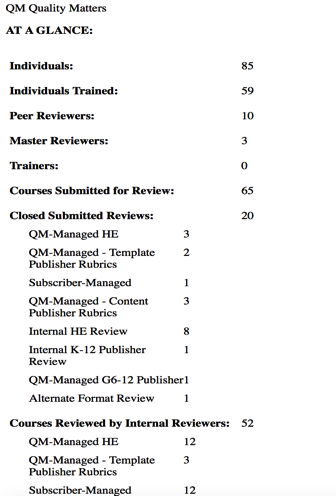 QM Quality Matters
AT A GLANCE:
Individuals: 85
Individuals Trained: 59
Peer Reviewers: 10
Master Reviewers: 3
Trainers: 0
Courses Submitted for Review: 65
Closed Submitted Reviews: 20
QM-Managed HE 3
QM-Managed - Template 2
Publisher Rubrics
Subscriber-Managed 1
QM-Managed - Content 3
Publisher Rubrics
Internal HE Review 8
Internal K-12 Publisher 1
Review
QM-Managed G6-12 Publisher1
Alternate Format Review 1
Courses Reviewed by Internal Reviewers: 52
QM-Managed HE 12
QM-Managed - Template 3
Publisher Rubrics
Subscriber-Managed 12